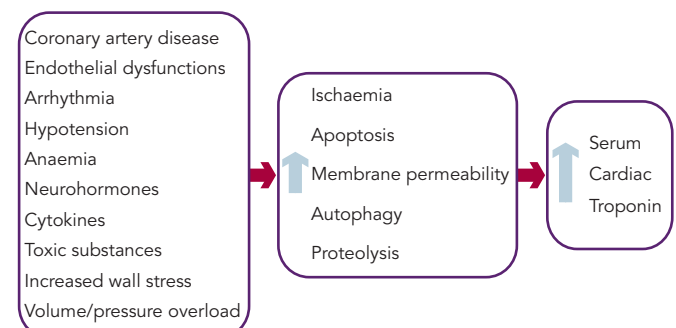 Coronary artery disease
Endothelial dysfunctions
Arrhythmia
Hypotension
Anaemia
Neurohormones
Cytokines
Toxic substances
Increased wall stress
Volume/pressure overload
Ischaemia
Apoptosis
Membrane permeability
Autophagy
Proteolysis
Serum
Cardiac
Troponin